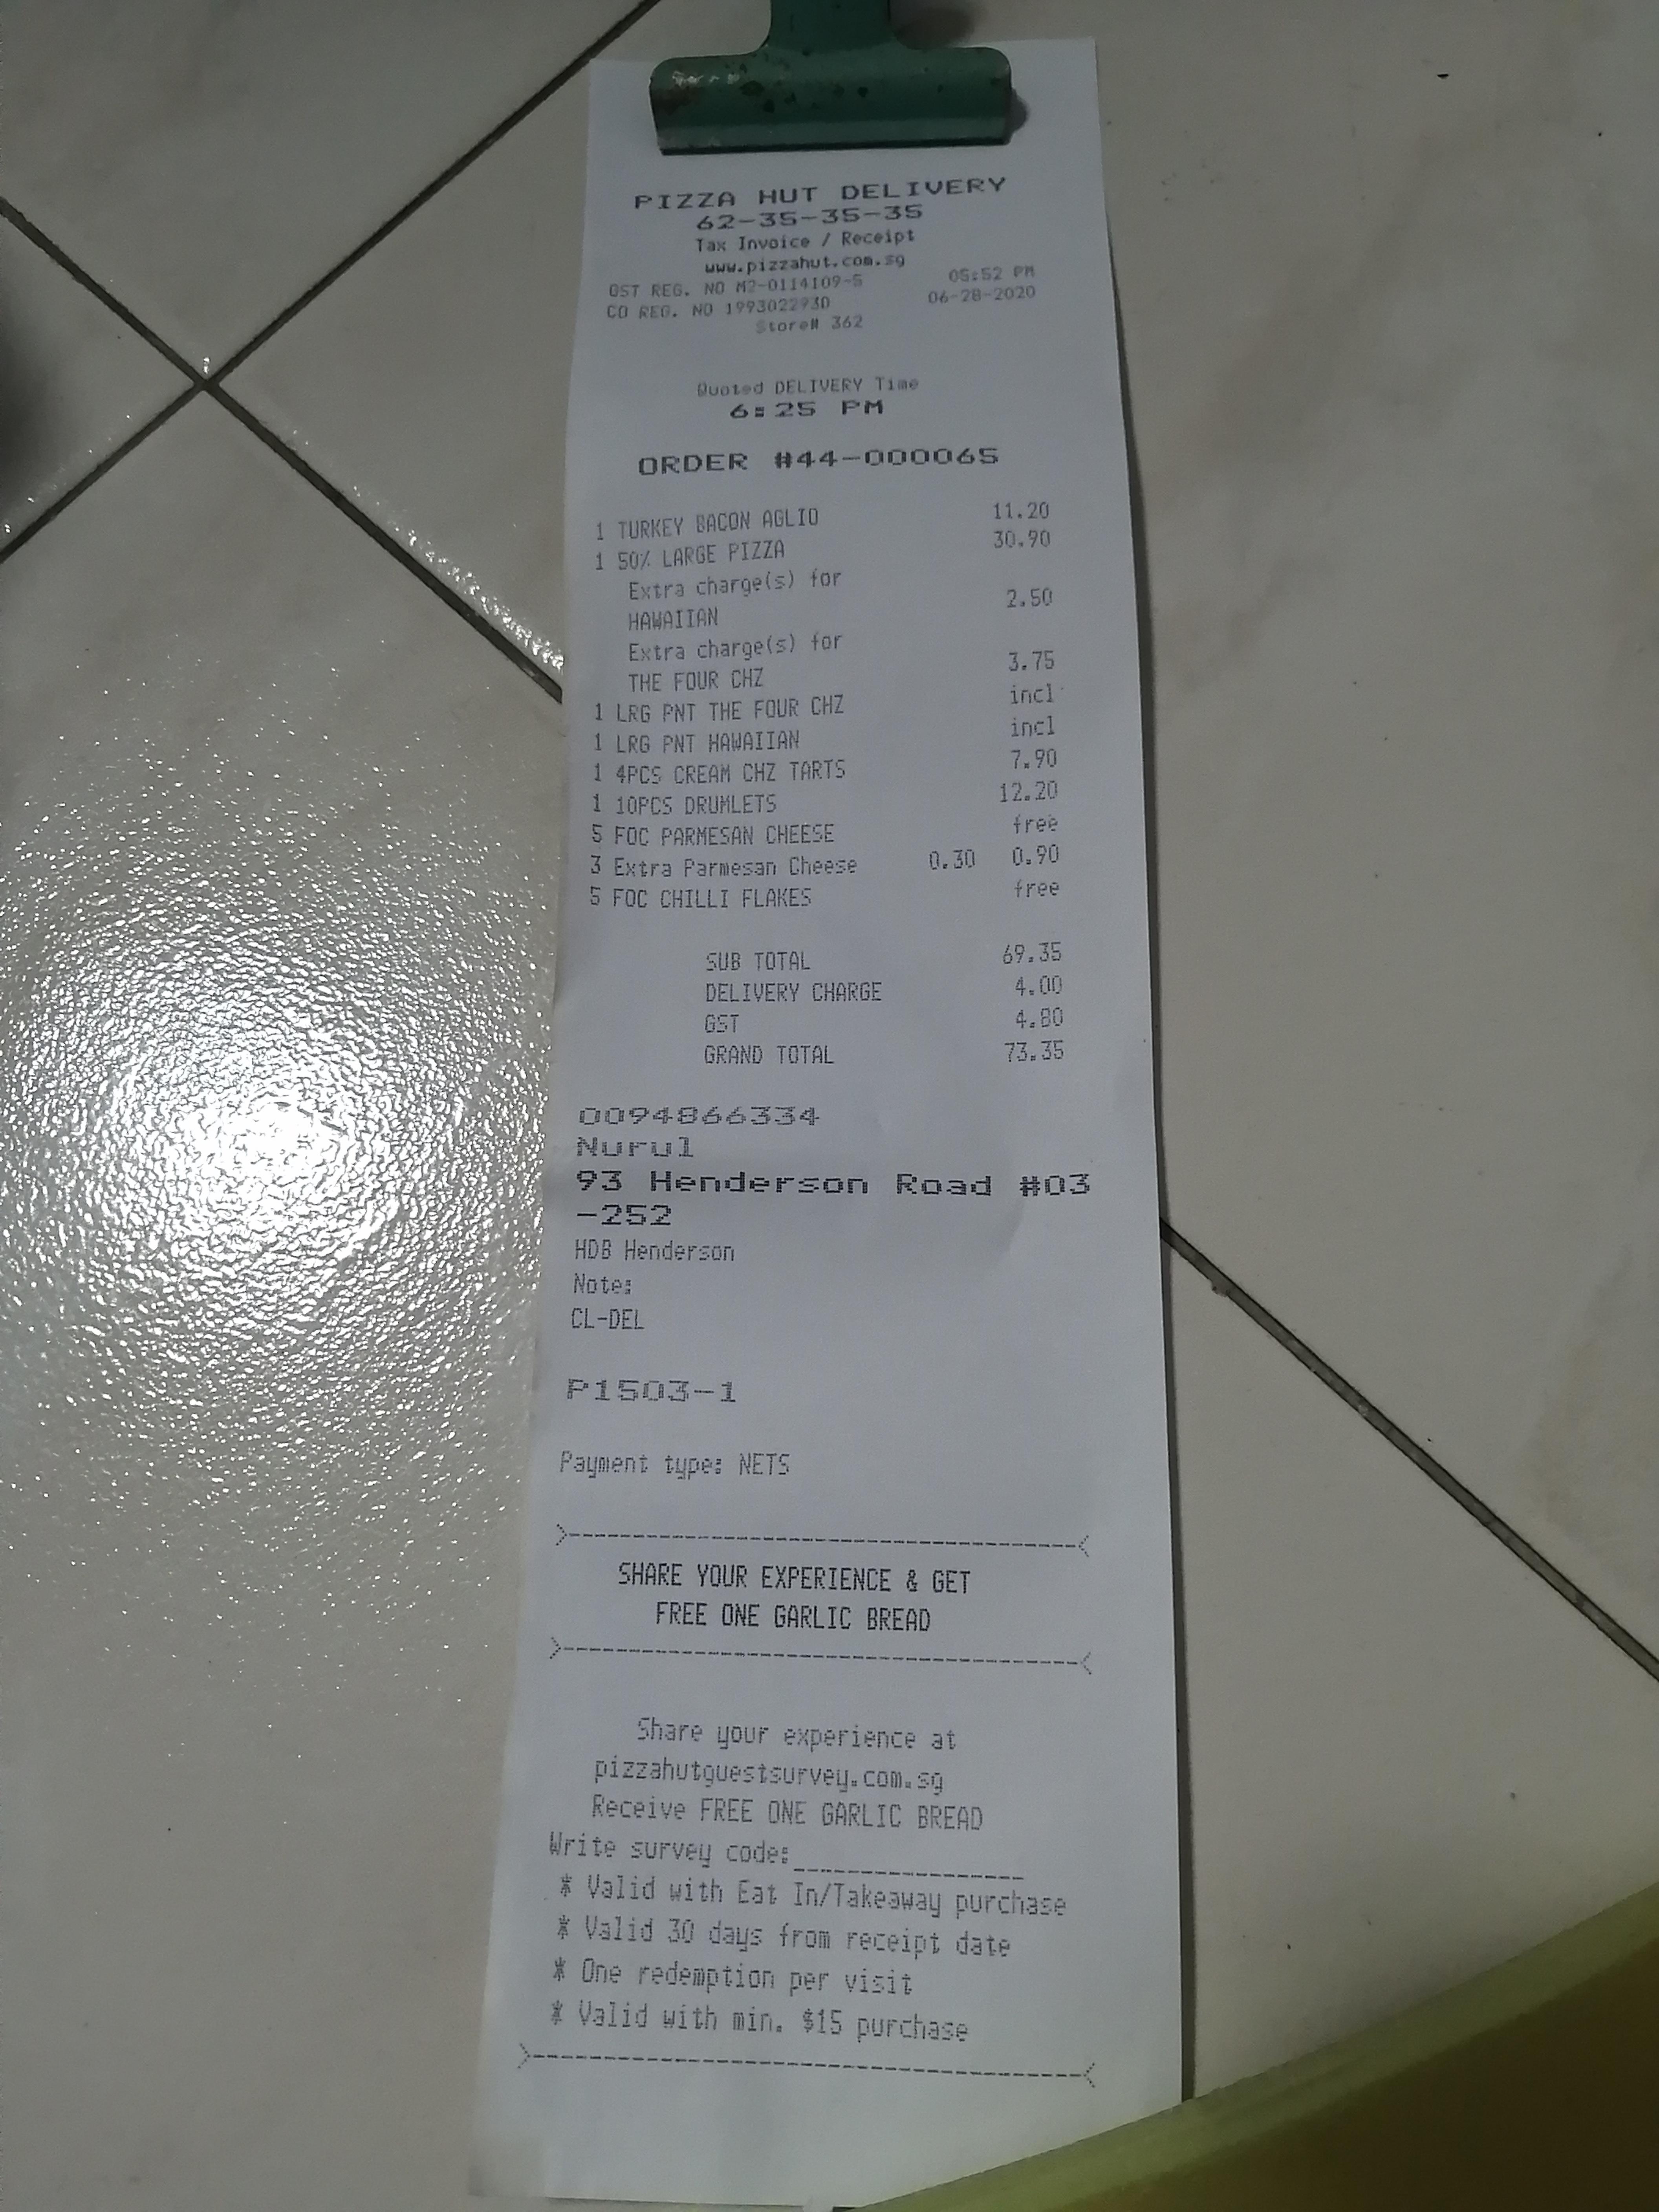 PIZZA HUT DELIVERY
62-35-35-35
Tax Invoice / Receipt
www.pizzahut.com.sg
GST REG. NO M2-0114109-5 05:52 PM
CO REG. NO 199302293D 06-28-2020
Store# 362
Quoted DELIVERY Time
6:25 PM
ORDER #44-000065
1 TURKEY BACON AGLIO 11.20
1 50% LARGE PIZZA 30.90
Extra charge(s) for
HAWAIIAN 2.50
Extra charge(s) for
THE FOUR CHZ 3.75
1 LRG PNT THE FOUR CHZ incl
1 LRG PNT HAWAIIAN incl
1 4PCS CREAM CHZ TARTS 7.90
1 10PCS DRUMLETS 12.20
5 FOC PARMESAN CHEESE free
3 Extra Parmesan Cheese 0.30 0.90
5 FOC CHILLI FLAKES free
SUB TOTAL 69.35
DELIVERY CHARGE 4.00
GST 4.80
GRAND TOTAL 73.35
0094866334
Nurul
93 Henderson Road #03
-252
HDB Henderson
Note:
CL-DEL
P1503-1
Payment type: NETS
>--------------------------------------<
SHARE YOUR EXPERIENCE & GET
FREE ONE GARLIC BREAD
>--------------------------------------<
Share your experience at
pizzahutguestsurvey.com.sg
Receive FREE ONE GARLIC BREAD
Write survey code:________________
* Valid with Eat In/Takeaway purchase
* Valid 30 days from receipt date
* One redemption per visit
* Valid with min. $15 purchase
>--------------------------------------<